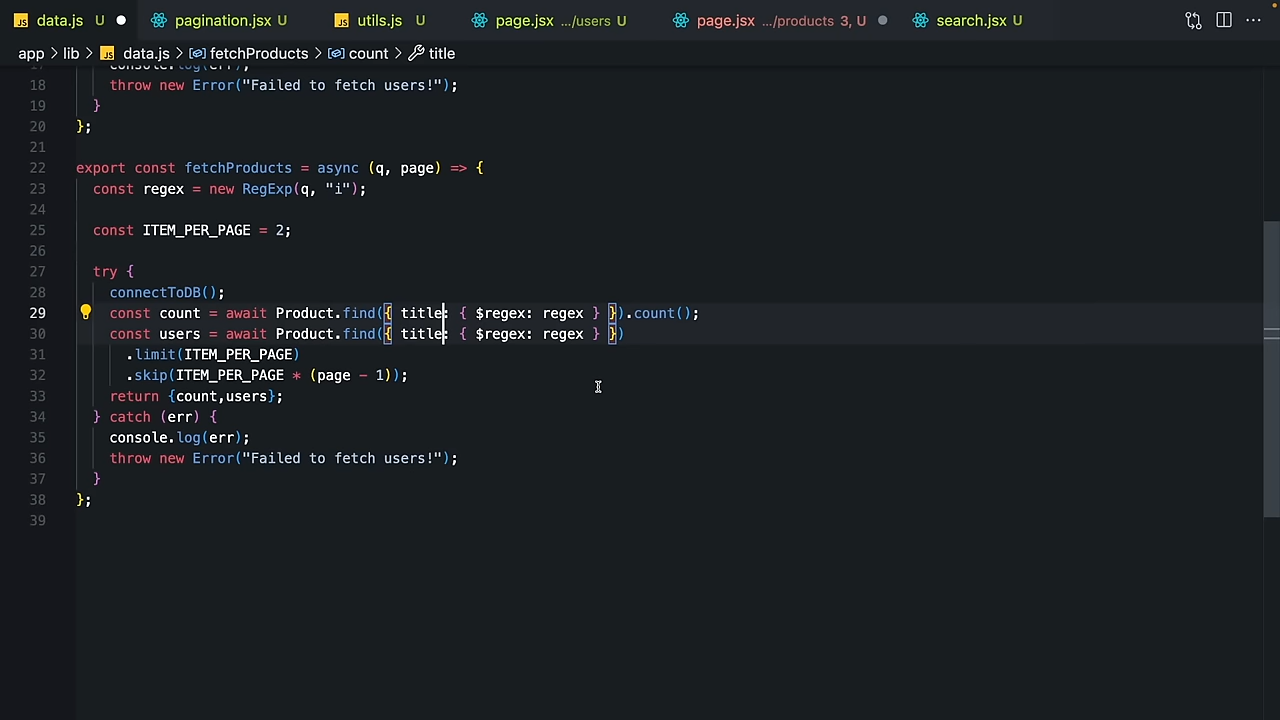 data.js U pagination.jsx U utils.js U page.jsx .../users U page.jsx .../products 3, U search.jsx U
app > lib > data.js > fetchProducts > count > title
17 console.log(err);
18 throw new Error("Failed to fetch users!");
19 }
20 };
21
22 export const fetchProducts = async (q, page) => {
23 const regex = new RegExp(q, "i");
24
25 const ITEM_PER_PAGE = 2;
26
27 try {
28 connectToDB();
29 const count = await Product.find({ title: { $regex: regex } }).count();
30 const users = await Product.find({ title: { $regex: regex } })
31 .limit(ITEM_PER_PAGE)
32 .skip(ITEM_PER_PAGE * (page - 1));
33 return {count,users};
34 } catch (err) {
35 console.log(err);
36 throw new Error("Failed to fetch users!");
37 }
38 };
39